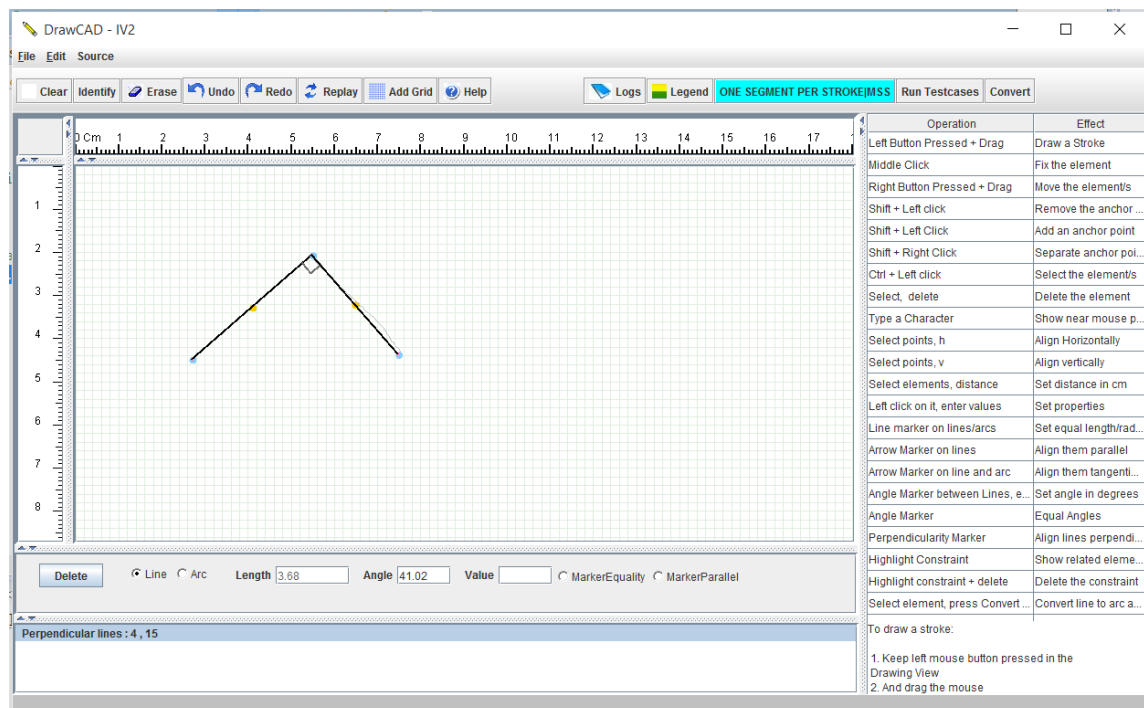 DrawCAD - IV2
File Edit Source
Clear Identify Erase Undo Redo Replay Add Grid Help Logs Legend ONE SEGMENT PER STROKE|MSS Run Testcases Convert
0 Cm 1 2 3 4 5 6 7 8 9 10 11 12 13 14 15 16 17
1
2
3
4
5
6
7
8
Operation Effect
Left Button Pressed + Drag Draw a Stroke
Middle Click Fix the element
Right Button Pressed + Drag Move the element/s
Shift + Left click Remove the anchor ...
Shift + Left Click Add an anchor point
Shift + Right Click Separate anchor poi...
Ctrl + Left click Select the element/s
Select, delete Delete the element
Type a Character Show near mouse p...
Select points, h Align Horizontally
Select points, v Align vertically
Select elements, distance Set distance in cm
Left click on it, enter values Set properties
Line marker on lines/arcs Set equal length/rad...
Arrow Marker on lines Align them parallel
Arrow Marker on line and arc Align them tangenti...
Angle Marker between Lines, e... Set angle in degrees
Angle Marker Equal Angles
Perpendicularity Marker Align lines perpendi...
Highlight Constraint Show related eleme...
Highlight constraint + delete Delete the constraint
Select element, press Convert ... Convert line to arc a...
Delete Line Arc Length 3.68 Angle 41.02 Value MarkerEquality MarkerParallel
Perpendicular lines : 4 , 15
To draw a stroke:
1. Keep left mouse button pressed in the
Drawing View
2. And drag the mouse